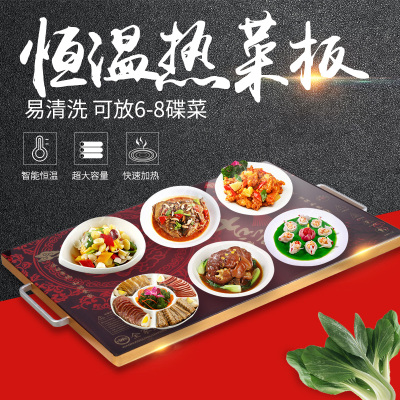 恒温热菜板
易清洗 可放6-8碟菜
智能恒温
超大容量
快速加热